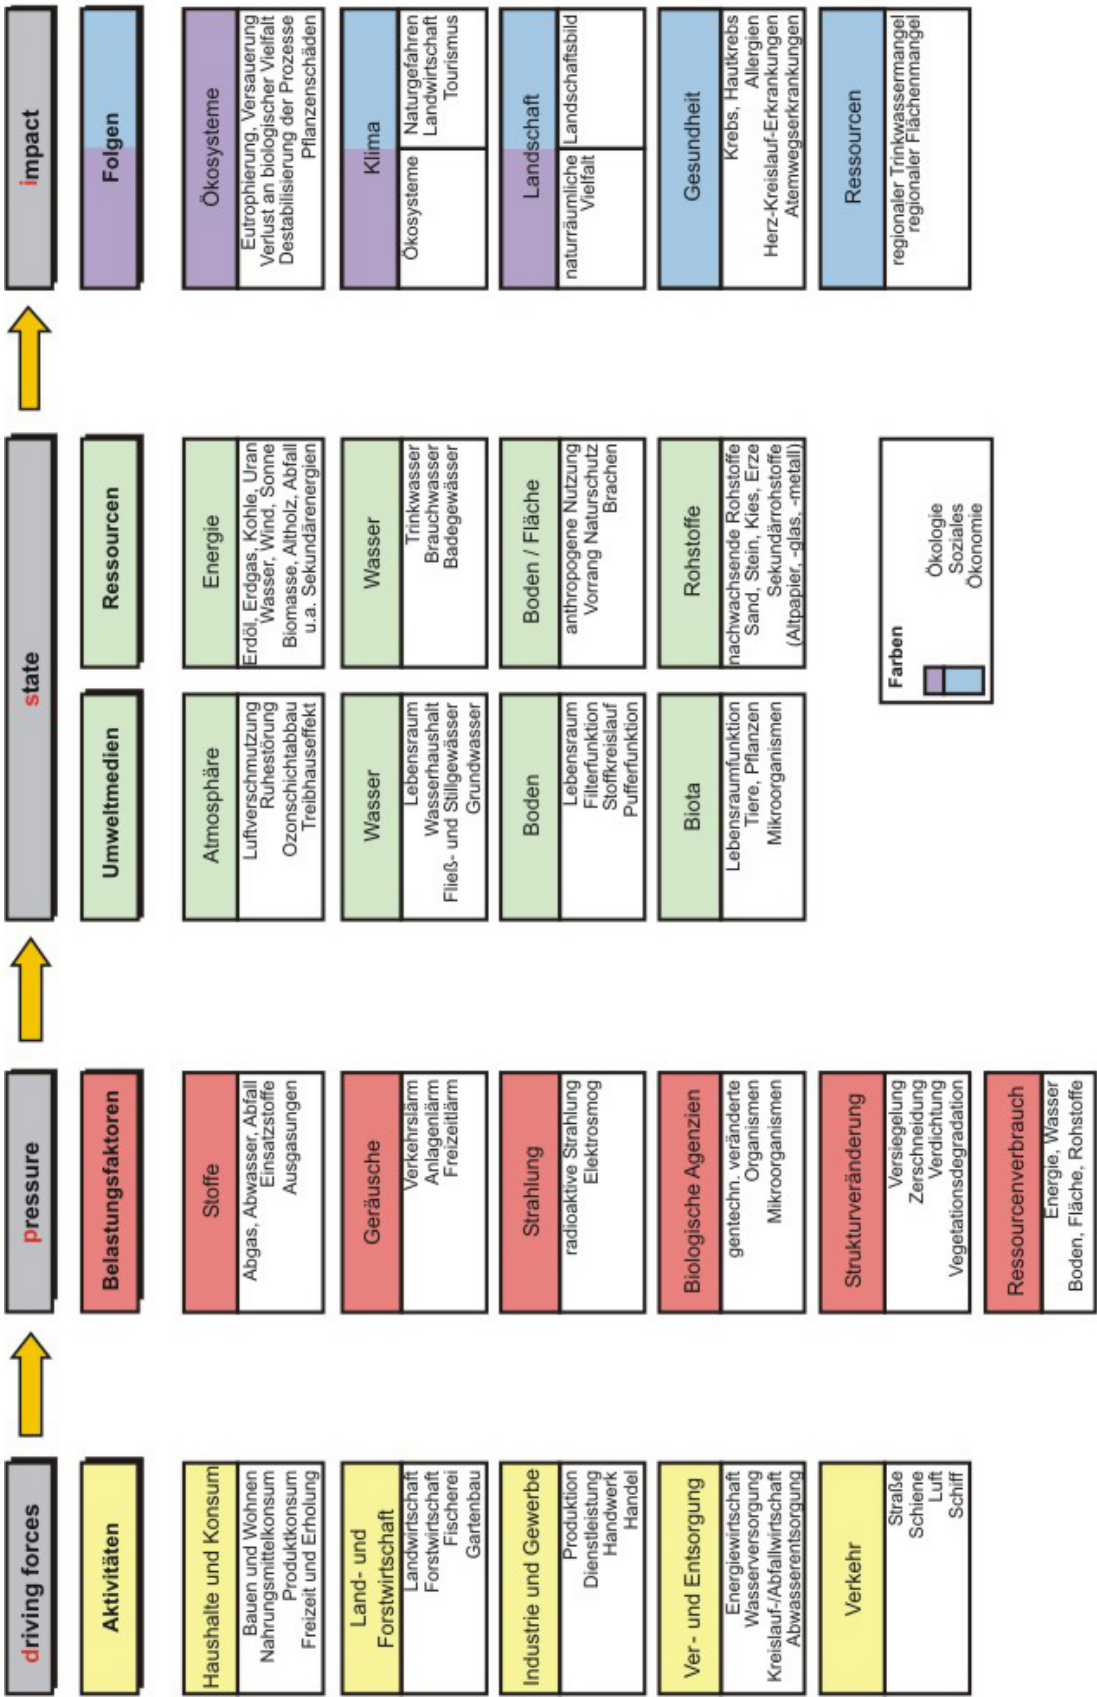 driving forces
Aktivitäten
Haushalte und Konsum
Bauen und Wohnen
Nahrungsmittelkonsum
Produktkonsum
Freizeit und Erholung
Land- und
Forstwirtschaft
Landwirtschaft
Forstwirtschaft
Fischerei
Gartenbau
Industrie und Gewerbe
Produktion
Dienstleistung
Handwerk
Handel
Ver - und Entsorgung
Energiewirtschaft
Wasserversorgung
Kreislauf-/Abfallwirtschaft
Abwasserentsorgung
Verkehr
Straße
Schiene
Luft
Schiff
pressure
Belastungsfaktoren
Stoffe
Abgas, Abwasser, Abfall
Einsatzstoffe
Ausgasungen
Geräusche
Verkehrslärm
Anlagenlärm
Freizeitlärm
Strahlung
radioaktive Strahlung
Elektrosmog
Biologische Agenzien
gentechn. veränderte
Organismen
Mikroorganismen
Strukturveränderung
Versiegelung
Zerschneidung
Verdichtung
Vegetationsdegradation
Ressourcenverbrauch
Energie, Wasser
Boden, Fläche, Rohstoffe
state
Umweltmedien
Atmosphäre
Luftverschmutzung
Ruhestörung
Ozonschichtabbau
Treibhauseffekt
Wasser
Lebensraum
Wasserhaushalt
Fließ- und Stillgewässer
Grundwasser
Boden
Lebensraum
Filterfunktion
Stoffkreislauf
Pufferfunktion
Biota
Lebensraumfunktion
Tiere, Pflanzen
Mikroorganismen
Ressourcen
Energie
Erdöl, Erdgas, Kohle, Uran
Wasser, Wind, Sonne
Biomasse, Altholz, Abfall
u.a. Sekundärenergien
Wasser
Trinkwasser
Brauchwasser
Badegewässer
Boden / Fläche
anthropogene Nutzung
Vorrang Naturschutz
Brachen
Rohstoffe
nachwachsende Rohstoffe
Sand, Stein, Kies, Erze
Sekundärrohstoffe
(Altpapier, -glas, -metall)
Farben
Ökologie
Soziales
Ökonomie
impact
Folgen
Ökosysteme
Eutrophierung, Versauerung
Verlust an biologischer Vielfalt
Destabilisierung der Prozesse
Pflanzenschäden
Klima
Ökosysteme
Naturgefahren
Landwirtschaft
Tourismus
Landschaft
naturräumliche
Vielfalt
Landschaftsbild
Gesundheit
Krebs, Hautkrebs
Allergien
Herz-Kreislauf-Erkrankungen
Atemwegserkrankungen
Ressourcen
regionaler Trinkwassermangel
regionaler Flächenmangel